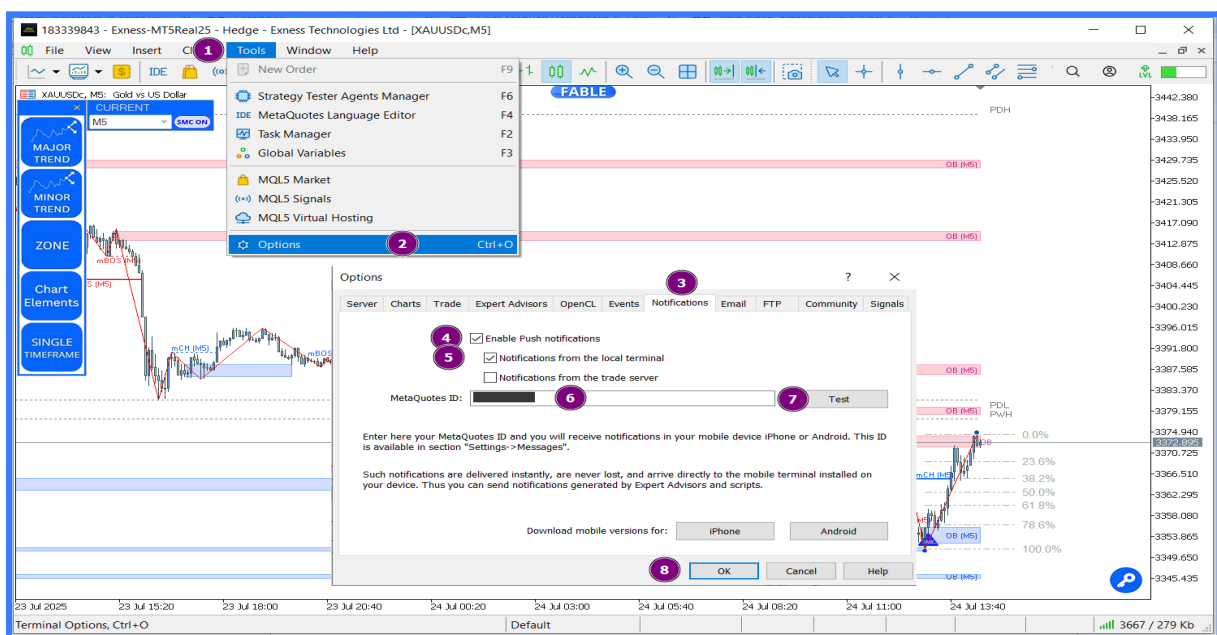 183339843 - Exness-MT5Real25 - Hedge - Exness Technologies Ltd - [XAUUSDc,M5]
File View Insert Ch 1 Tools Window Help
IDE
LVL
New Order F9
Strategy Tester Agents Manager F6
IDE MetaQuotes Language Editor F4
Task Manager F2
Global Variables F3
MQL5 Market
MQL5 Signals
MQL5 Virtual Hosting
Options 2 Ctrl+O
XAUUSDc, M5: Gold vs US Dollar
FABLE
CURRENT
M5
SMC ON
MAJOR
TREND
MINOR
TREND
ZONE
Chart
Elements
SINGLE
TIMEFRAME
PDH
OB (M5)
OB (M5)
mBOS (M5)
S (M5)
mCH (M5)
mBOS
OB (M5)
OB (M5)
PDL
PWH
OB
0.0%
23.6%
mCH (M5)
38.2%
50.0%
61.8%
78.6%
OB (M5)
100.0%
OB (M5)
3442.380
3438.165
3433.950
3429.735
3425.520
3421.305
3417.090
3412.875
3408.660
3404.445
3400.230
3396.015
3391.800
3387.585
3383.370
3379.155
3374.940
3372.895
3370.725
3366.510
3362.295
3358.080
3353.865
3349.650
3345.435
Options ? ×
3
Server Charts Trade Expert Advisors OpenCL Events Notifications Email FTP Community Signals
4 Enable Push notifications
5 Notifications from the local terminal
Notifications from the trade server
MetaQuotes ID: 6 7 Test
Enter here your MetaQuotes ID and you will receive notifications in your mobile device iPhone or Android. This ID
is available in section "Settings->Messages".
Such notifications are delivered instantly, are never lost, and arrive directly to the mobile terminal installed on
your device. Thus you can send notifications generated by Expert Advisors and scripts.
Download mobile versions for: iPhone Android
8 OK Cancel Help
23 Jul 2025 23 Jul 15:20 23 Jul 18:00 23 Jul 20:40 24 Jul 00:20 24 Jul 03:00 24 Jul 05:40 24 Jul 08:20 24 Jul 11:00 24 Jul 13:40
Terminal Options, Ctrl+O Default 3667 / 279 Kb